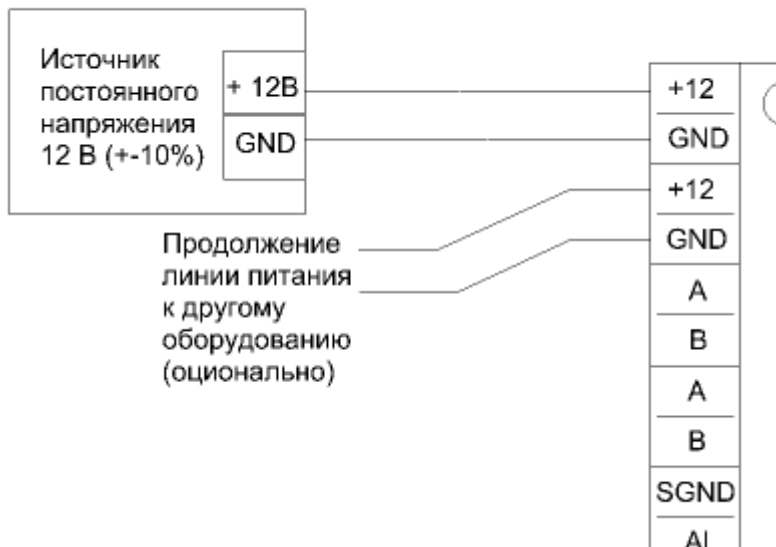 Источник
постоянного
напряжения
12 В (+-10%)
+ 12В
GND
Продолжение
линии питания
к другому
оборудованию
(оционально)
+12
GND
+12
GND
A
B
A
B
SGND